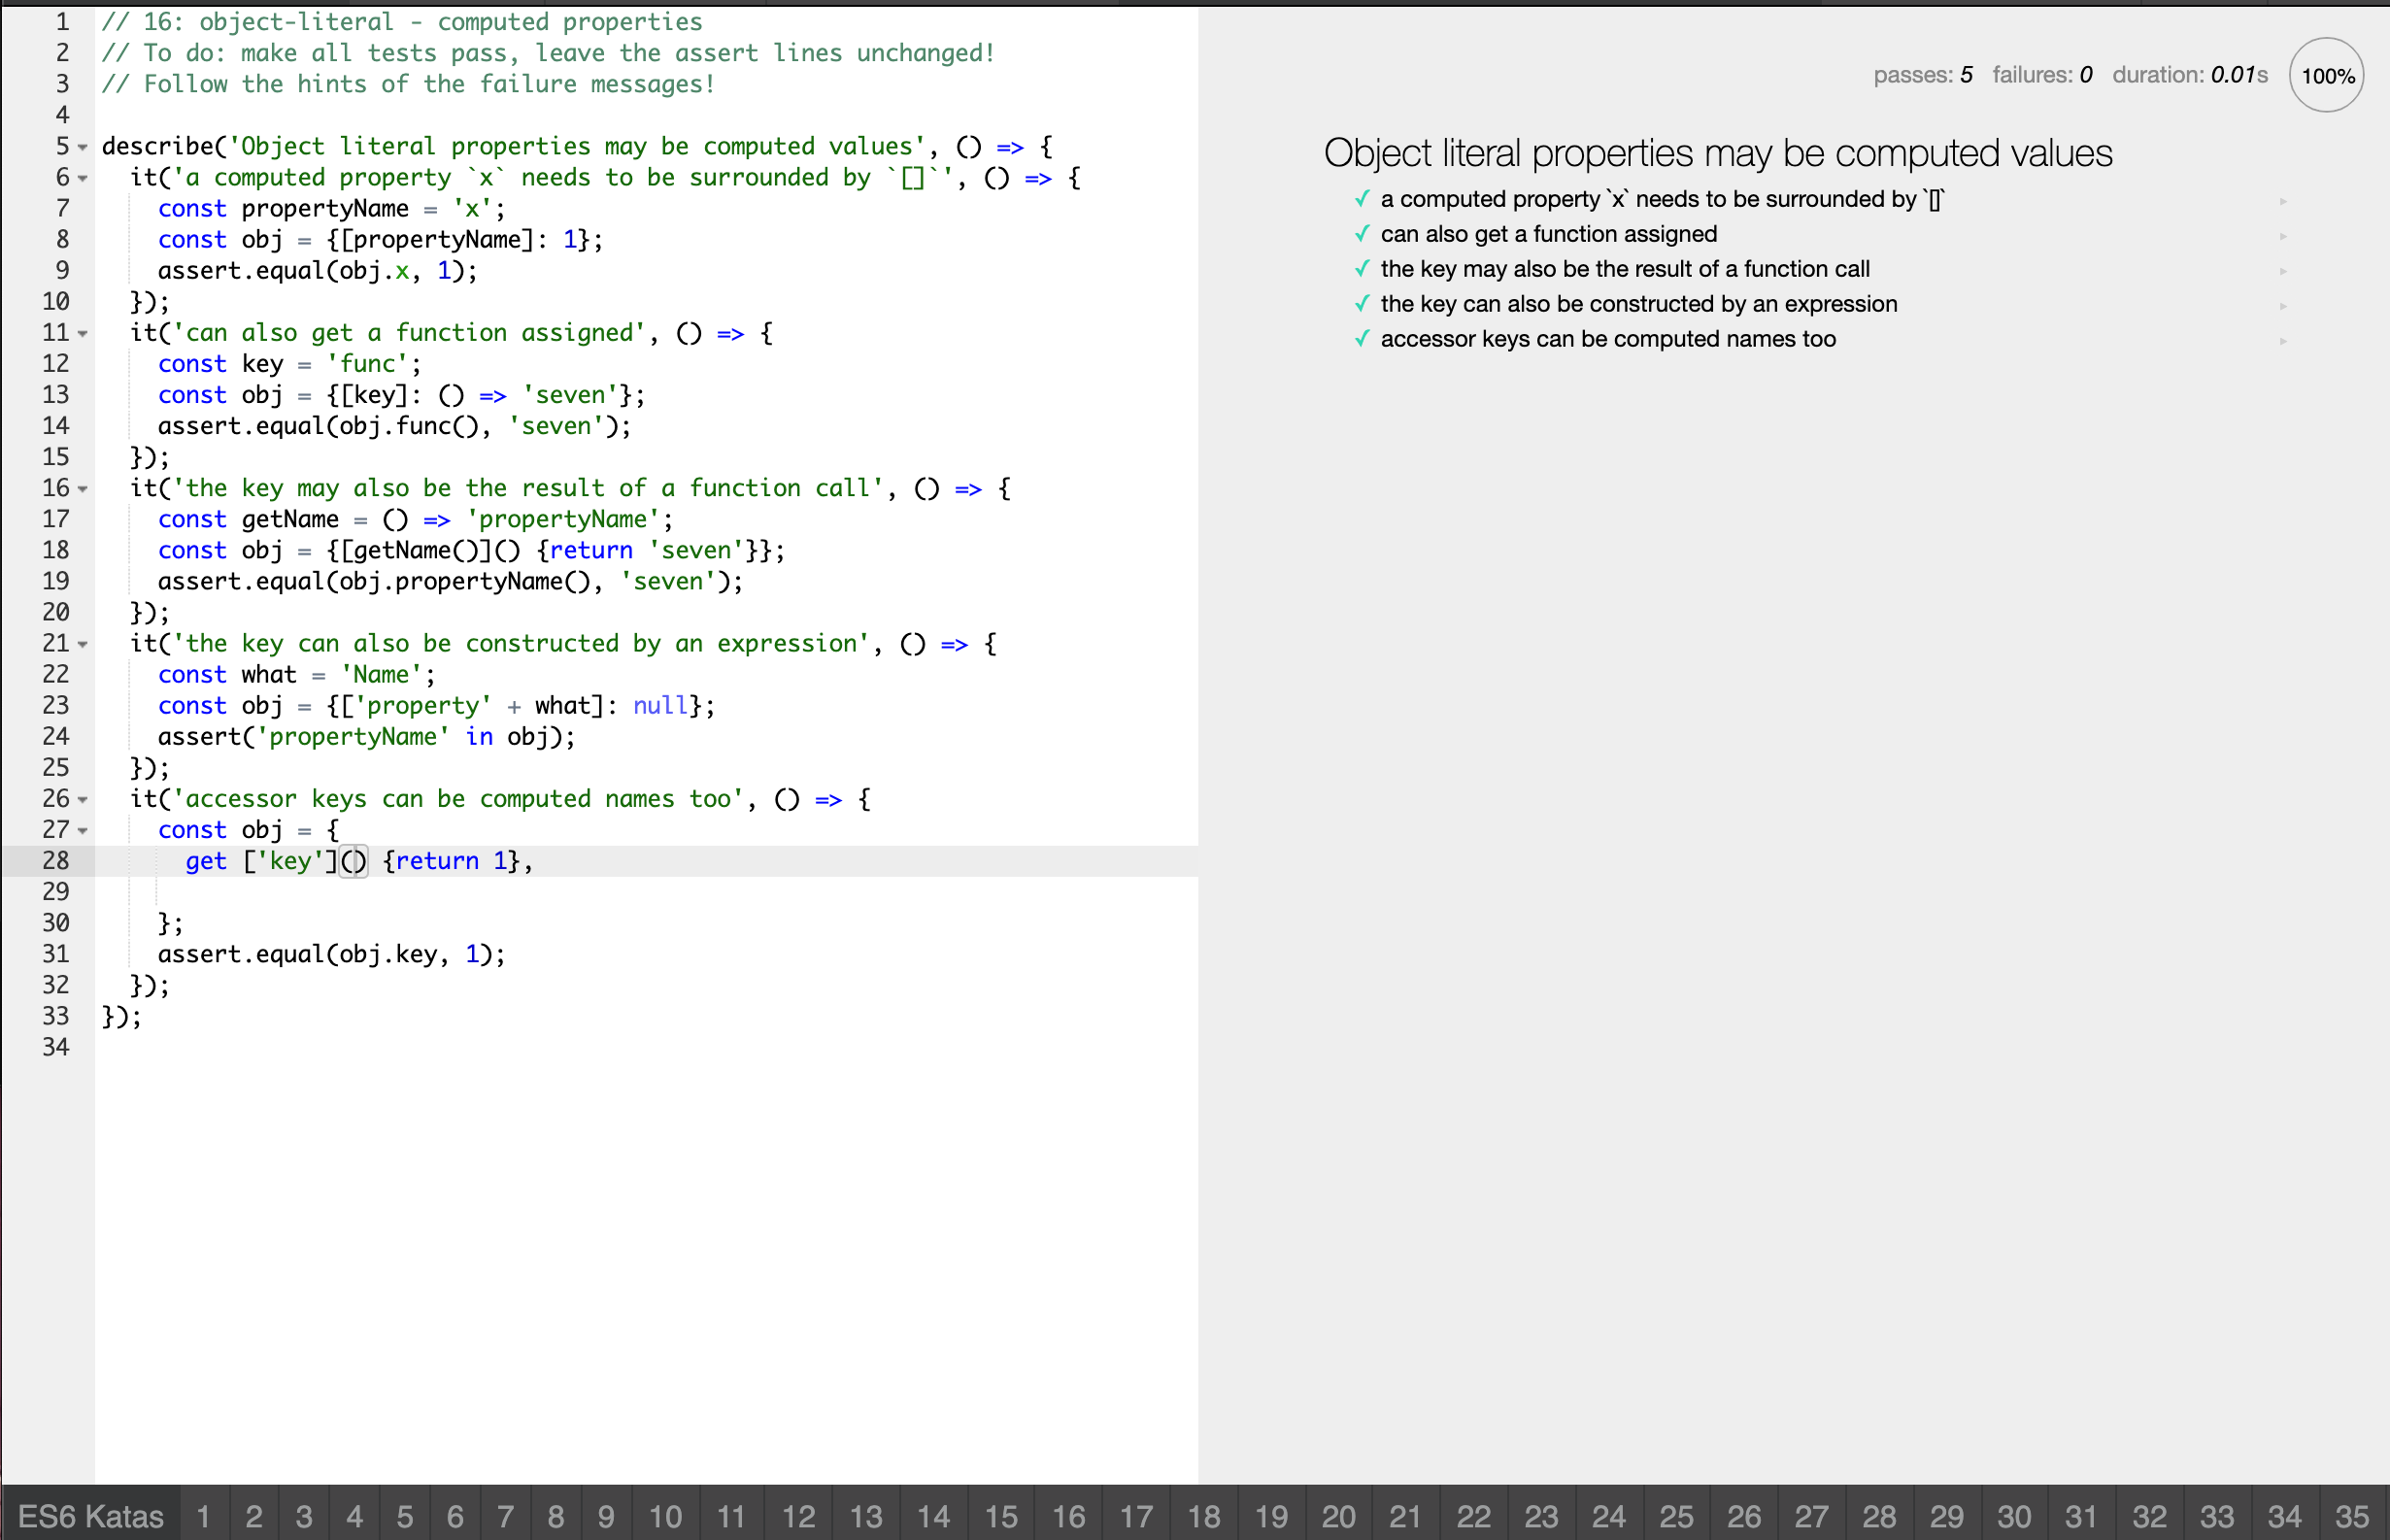 1 // 16: object-literal - computed properties
2 // To do: make all tests pass, leave the assert lines unchanged!
3 // Follow the hints of the failure messages!
4
5 describe('Object literal properties may be computed values', () => {
6   it('a computed property `x` needs to be surrounded by `[]`', () => {
7     const propertyName = 'x';
8     const obj = {[propertyName]: 1};
9     assert.equal(obj.x, 1);
10   });
11   it('can also get a function assigned', () => {
12     const key = 'func';
13     const obj = {[key]: () => 'seven'};
14     assert.equal(obj.func(), 'seven');
15   });
16   it('the key may also be the result of a function call', () => {
17     const getName = () => 'propertyName';
18     const obj = {[getName()]() {return 'seven'}};
19     assert.equal(obj.propertyName(), 'seven');
20   });
21   it('the key can also be constructed by an expression', () => {
22     const what = 'Name';
23     const obj = {['property' + what]: null};
24     assert('propertyName' in obj);
25   });
26   it('accessor keys can be computed names too', () => {
27     const obj = {
28       get ['key']() {return 1},
29
30     };
31     assert.equal(obj.key, 1);
32   });
33 });
34
passes: 5 failures: 0 duration: 0.01s 100%
Object literal properties may be computed values
✓ a computed property `x` needs to be surrounded by `[]`
✓ can also get a function assigned
✓ the key may also be the result of a function call
✓ the key can also be constructed by an expression
✓ accessor keys can be computed names too
ES6 Katas 1 2 3 4 5 6 7 8 9 10 11 12 13 14 15 16 17 18 19 20 21 22 23 24 25 26 27 28 29 30 31 32 33 34 35